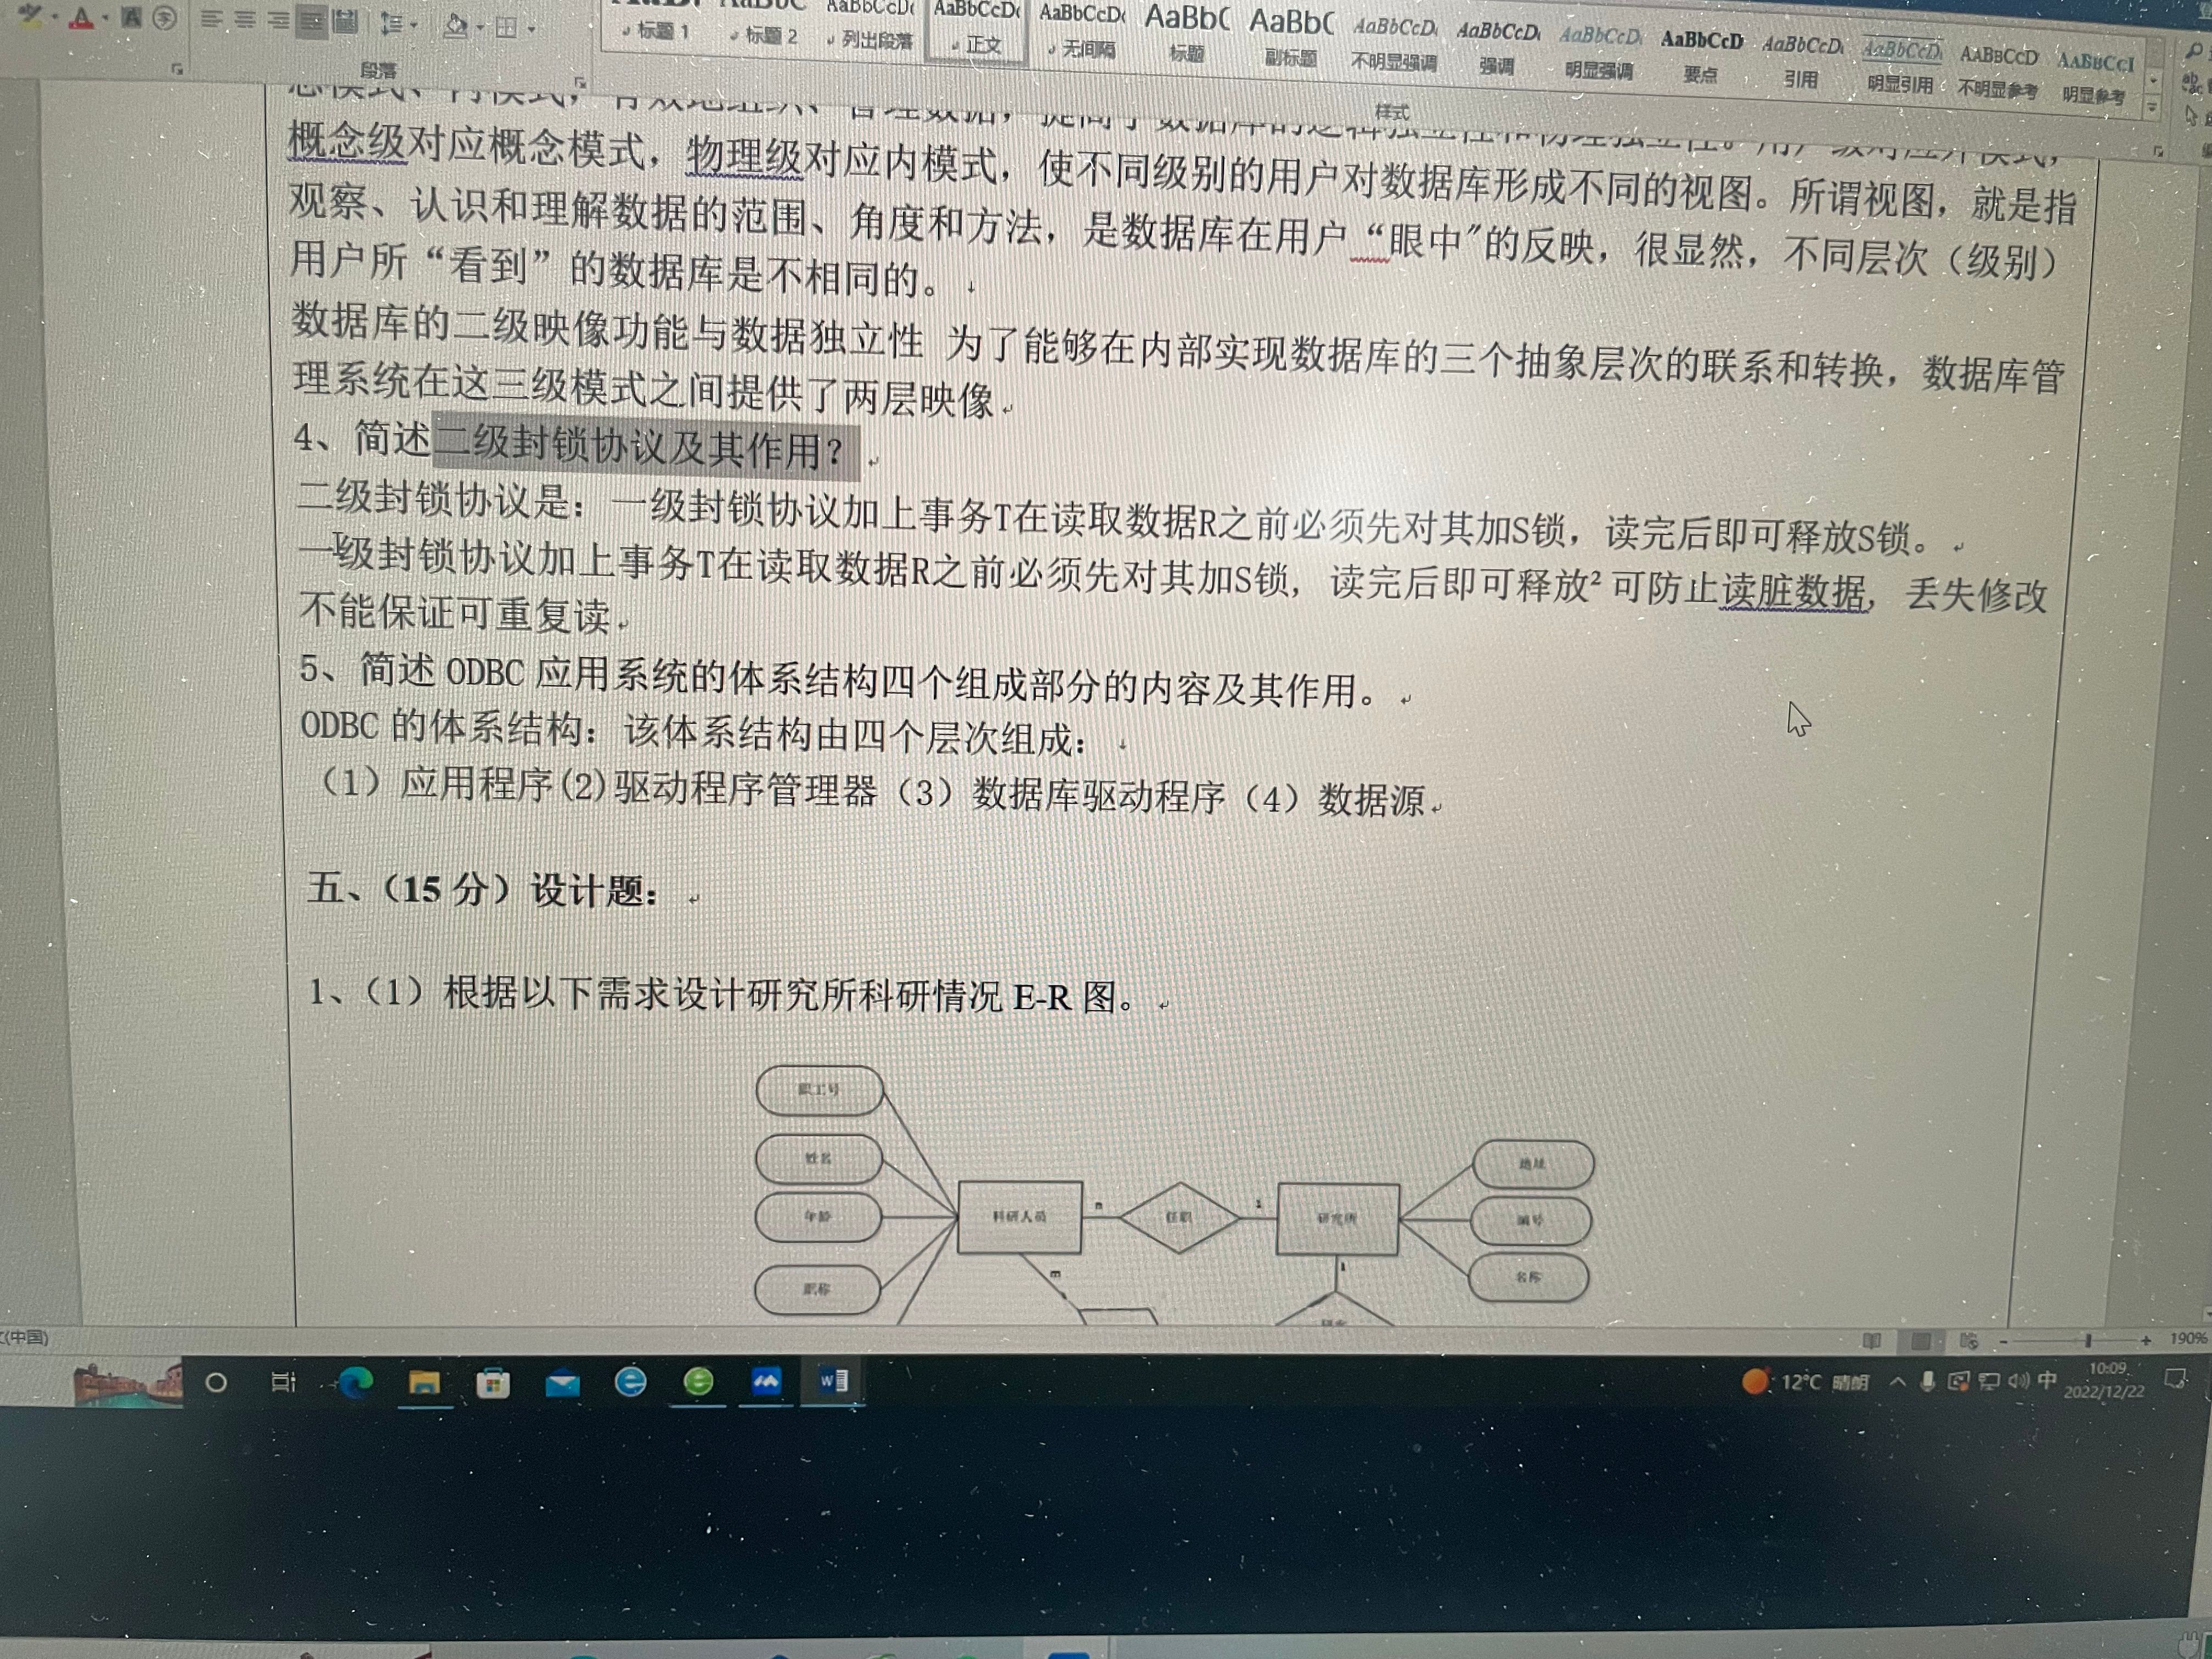 AaBbC
AaBbCcD(
AaBbCcD(
AaBbCcD(
AaBb(
AaBb(
AaBbCcD(
AaBbCcD(
AaBbCcD(
AaBbCcD
AaBbCcD(
AaBbCcD(
AABBCCD
AABBCCI
标题 1
标题 2
列出段落
正文
无间隔
标题
副标题
不明显强调
强调
明显强调
要点
引用
明显引用
不明显参考
明显参考
段落
样式
概念级对应概念模式，物理级对应内模式，使不同级别的用户对数据库形成不同的视图。所谓视图，就是指
观察、认识和理解数据的范围、角度和方法，是数据库在用户“眼中"的反映，很显然，不同层次（级别）
用户所“看到”的数据库是不相同的。
数据库的二级映像功能与数据独立性 为了能够在内部实现数据库的三个抽象层次的联系和转换，数据库管
理系统在这三级模式之间提供了两层映像
4、简述二级封锁协议及其作用？
二级封锁协议是：一级封锁协议加上事务T在读取数据R之前必须先对其加S锁，读完后即可释放S锁。
一级封锁协议加上事务T在读取数据R之前必须先对其加S锁, 读完后即可释放² 可防止读脏数据, 丢失修改
不能保证可重复读
5、简述 ODBC 应用系统的体系结构四个组成部分的内容及其作用。
ODBC 的体系结构：该体系结构由四个层次组成：
（1）应用程序(2)驱动程序管理器（3）数据库驱动程序（4）数据源
五、（15 分）设计题：
1、（1）根据以下需求设计研究所科研情况 E-R 图。
职工号
姓名
年龄
职称
科研人员
n
任职
1
研究所
地址
编号
名称
m
1
(中国)
190%
12°C 晴朗
中
10:09
2022/12/22